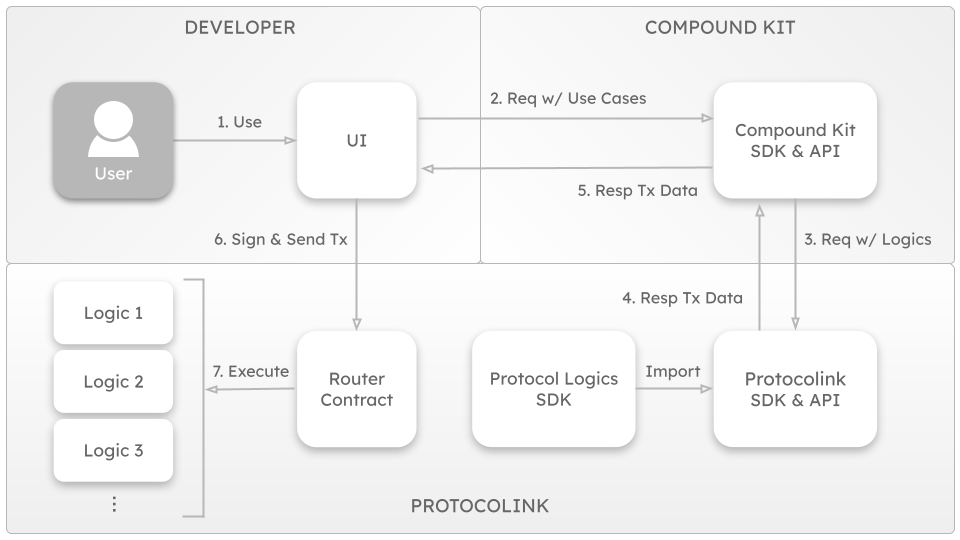 DEVELOPER
COMPOUND KIT
User
1. Use
UI
2. Req w/ Use Cases
Compound Kit
SDK & API
5. Resp Tx Data
6. Sign & Send Tx
3. Req w/ Logics
4. Resp Tx Data
Logic 1
Logic 2
Logic 3
7. Execute
Router
Contract
Protocol Logics
SDK
Import
Protocolink
SDK & API
PROTOCOLINK